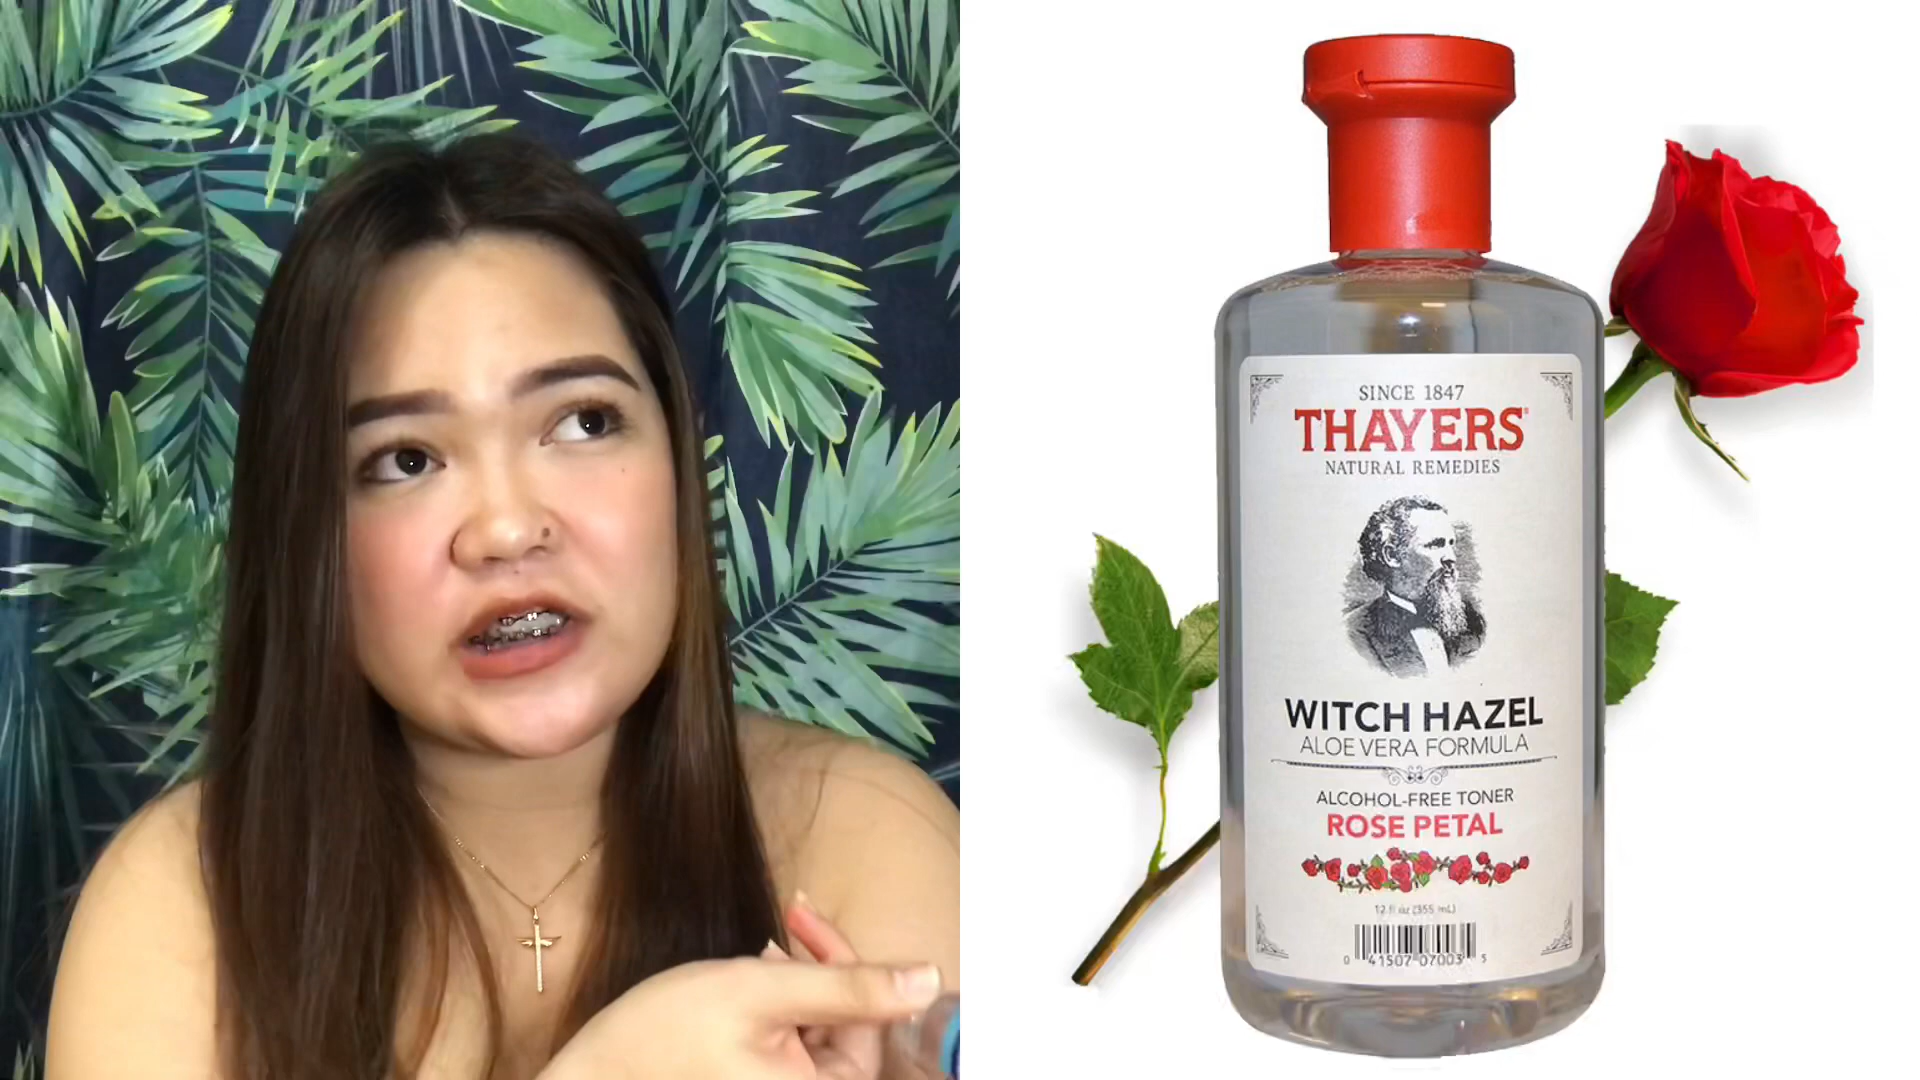 SINCE 1847
THAYERS
NATURAL REMEDIES
WITCH HAZEL
ALOE VERA FORMULA
ALCOHOL-FREE TONER
ROSE PETAL
12 fl oz (355 mL)
0 41507 07003 5